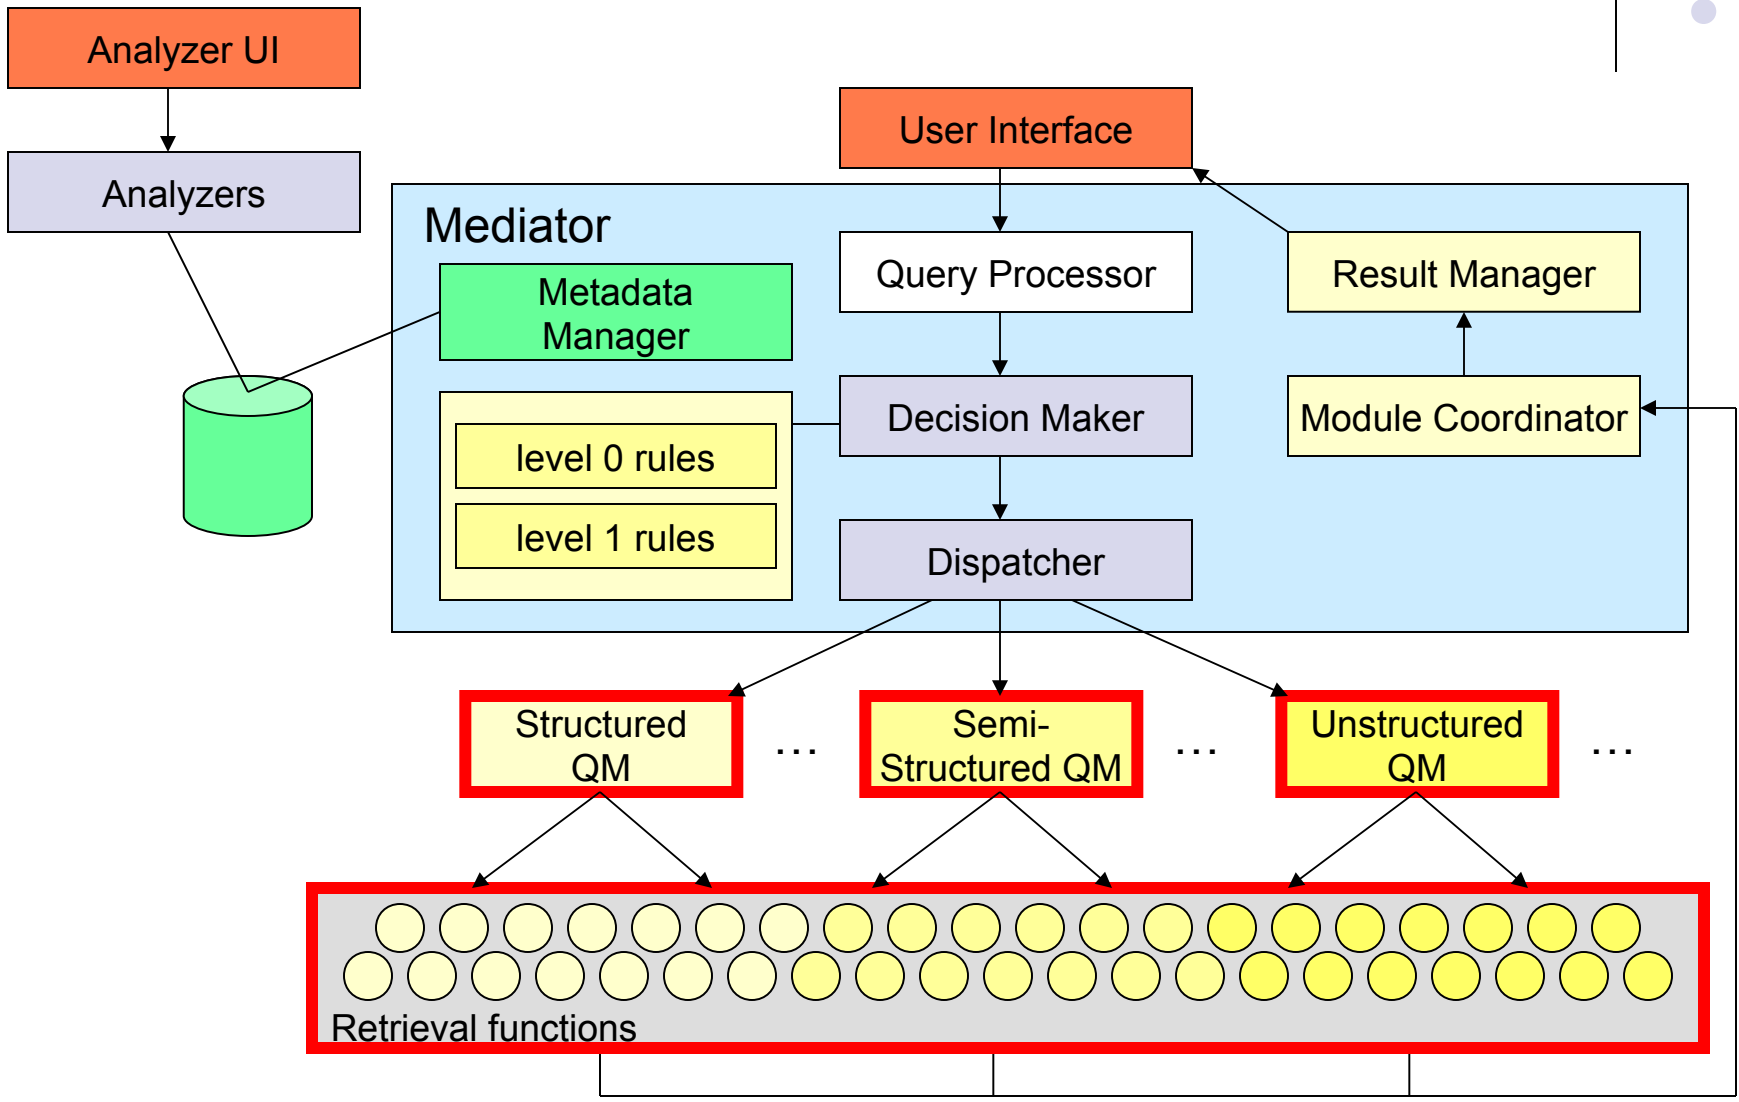 Analyzer UI
Analyzers
User Interface
Mediator
Metadata
Manager
Query Processor
Result Manager
level 0 rules
level 1 rules
Decision Maker
Module Coordinator
Dispatcher
Structured
QM
...
Semi-
Structured QM
...
Unstructured
QM
...
Retrieval functions